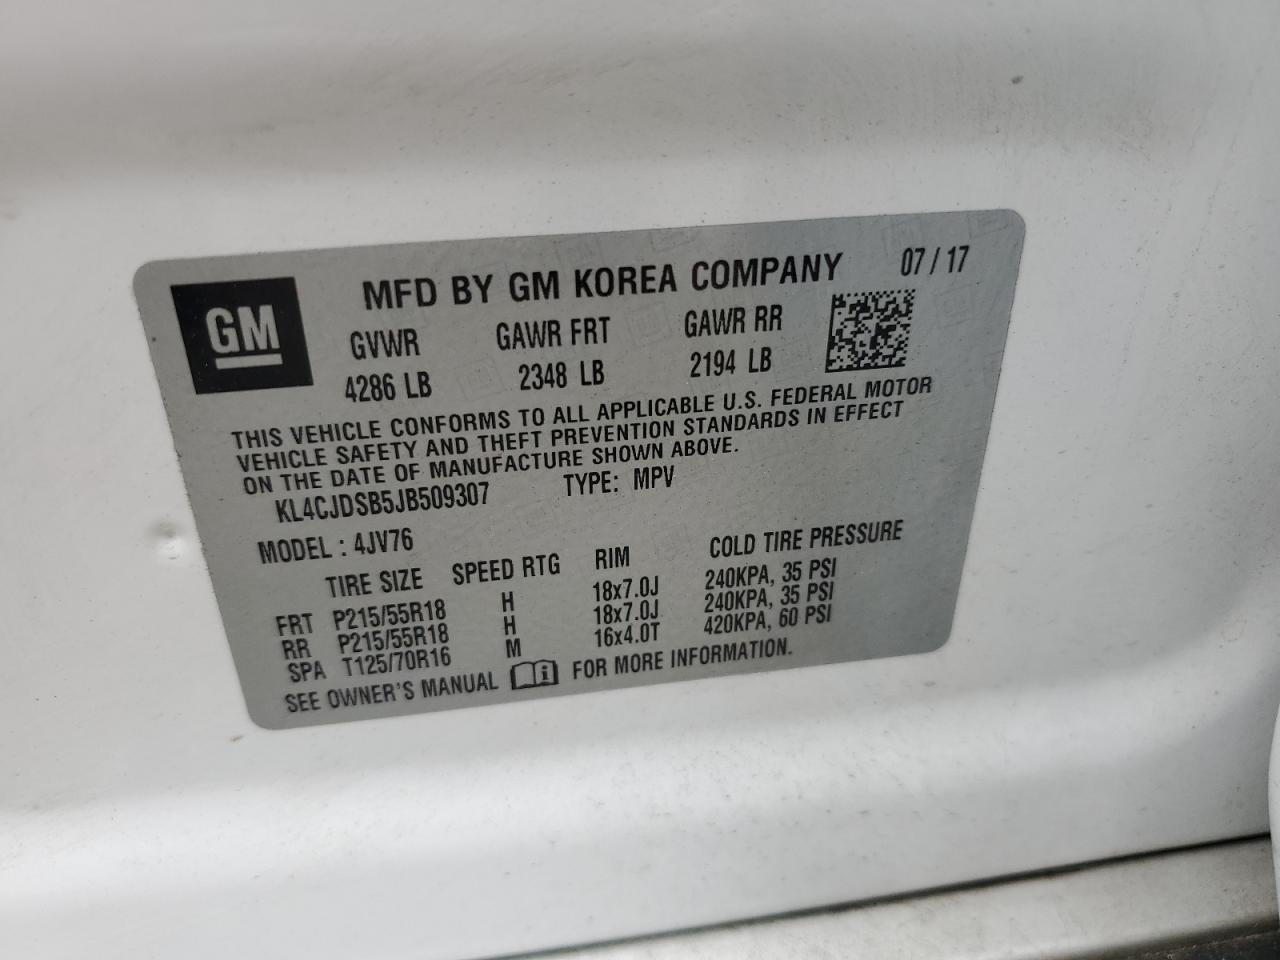 GM
MFD BY GM KOREA COMPANY 07/17
GVWR GAWR FRT GAWR RR
4286 LB 2348 LB 2194 LB
THIS VEHICLE CONFORMS TO ALL APPLICABLE U.S. FEDERAL MOTOR
VEHICLE SAFETY AND THEFT PREVENTION STANDARDS IN EFFECT
ON THE DATE OF MANUFACTURE SHOWN ABOVE.
KL4CJDSB5JB509307 TYPE: MPV
MODEL : 4JV76
TIRE SIZE SPEED RTG RIM COLD TIRE PRESSURE
FRT P215/55R18 H 18x7.0J 240KPA, 35 PSI
RR P215/55R18 H 18x7.0J 240KPA, 35 PSI
SPA T125/70R16 M 16x4.0T 420KPA, 60 PSI
SEE OWNER'S MANUAL i FOR MORE INFORMATION.